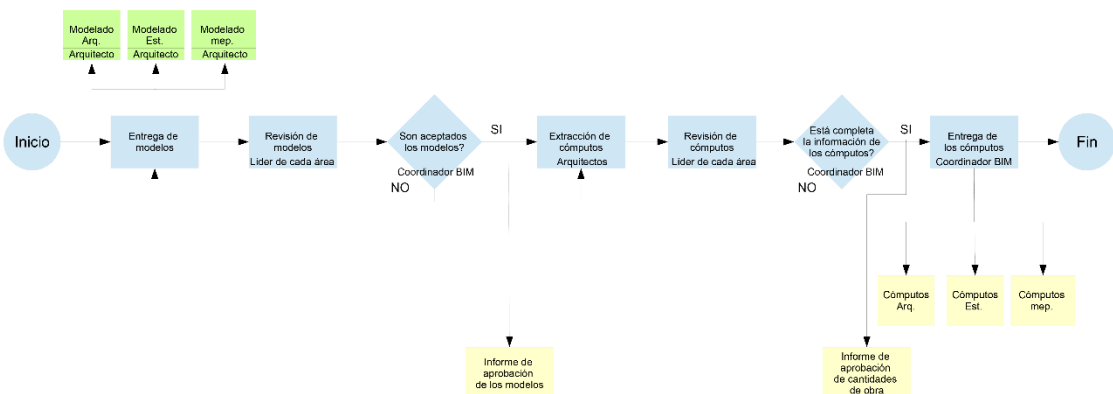 Modelado
Arq.
Arquitecto
Modelado
Est.
Arquitecto
Modelado
mep.
Arquitecto
Inicio
Entrega de
modelos
Revisión de
modelos
Líder de cada área
Son aceptados
los modelos?
Coordinador BIM
SI
NO
Extracción de
cómputos
Arquitectos
Revisión de
cómputos
Líder de cada área
Está completa
la información de
los cómputos?
Coordinador BIM
SI
NO
Entrega de
los cómputos
Coordinador BIM
Fin
Cómputos
Arq.
Cómputos
Est.
Cómputos
mep.
Informe de
aprobación
de los modelos
Informe de
aprobación
de cantidades
de obra